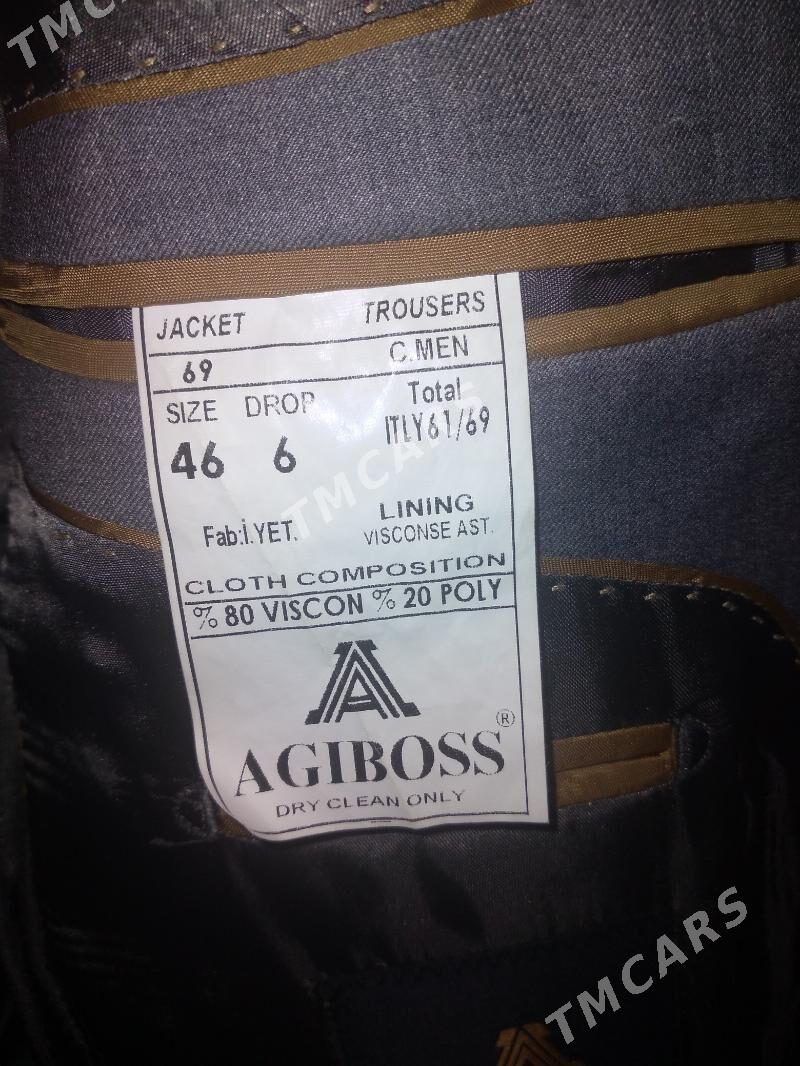 TMCARS
JACKET TROUSERS
69 C.MEN
SIZE DROP Total
46 6 ITLY61/69
TMCARS
LINING
Fab:İ.YET. VISCONSE AST.
CLOTH COMPOSITION
% 80 VISCON % 20 POLY
AGIBOSS ®
DRY CLEAN ONLY
TMCARS